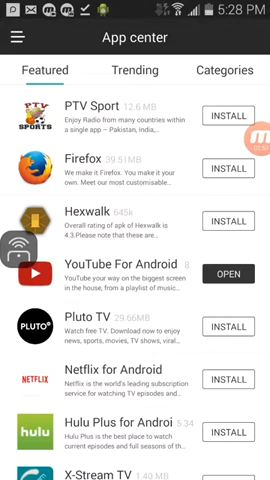 5:28 PM
App center
Featured
Trending
Categories
PTV Sport 12.6 MB
Enjoy Radio from many countries within
a single app – Pakistan, India,...
INSTALL
PTV
SPORTS
Firefox 39.51MB
We make it Firefox. You make it your
own. Meet our most customisable...
INSTALL
Hexwalk 645k
Overall rating of apk of Hexwalk is
4.3.Please note that these are...
INSTALL
YouTube For Android 8
YouTube your way on the biggest screen
in the house, from a playlist of music...
OPEN
Pluto TV 29.66MB
Watch free TV. Download now to enjoy
news, sports, movies, TV shows, viral...
INSTALL
PLUTO
Netflix for Android
Netflix is the world's leading subscription
service for watching TV episodes and...
INSTALL
NETFLIX
Hulu Plus for Androi 5.34
Hulu Plus is the best place to watch
current episodes and full seasons of th...
INSTALL
hulu
X-Stream TV 1.40 MB
INSTALL